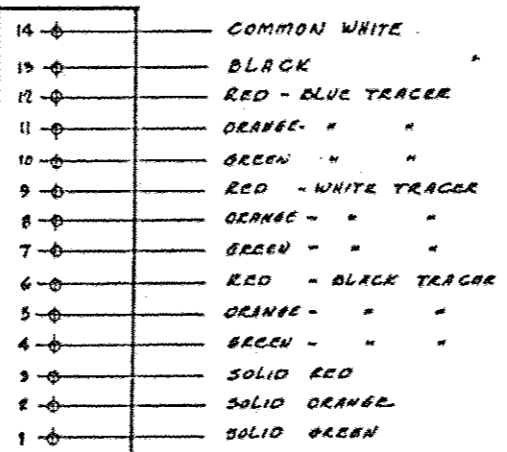 14 COMMON WHITE
13 BLACK "
12 RED - BLUE TRACER
11 ORANGE - " "
10 GREEN " "
9 RED - WHITE TRACER
8 ORANGE - " "
7 GREEN - " "
6 RED - BLACK TRACER
5 ORANGE - " "
4 GREEN - " "
3 SOLID RED
2 SOLID ORANGE
1 SOLID GREEN